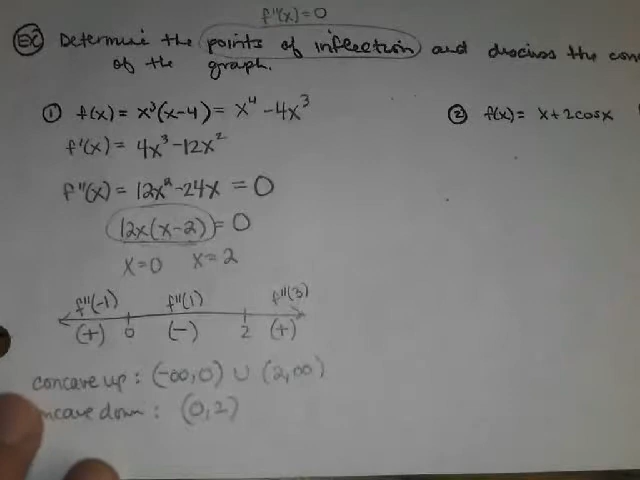 f''(x) = 0
Ex Determine the points of inflection and discuss the con
of the graph.
① f(x) = x³(x-4) = x⁴ - 4x³
f'(x) = 4x³ - 12x²
f''(x) = 12x² - 24x = 0
12x(x-2) = 0
x=0 x=2
f''(-1) f''(1) f''(3)
(+) 0 (-) 2 (+)
concave up : (-∞,0) ∪ (2,∞)
ncave down : (0,2)
② f(x) = x + 2cosx